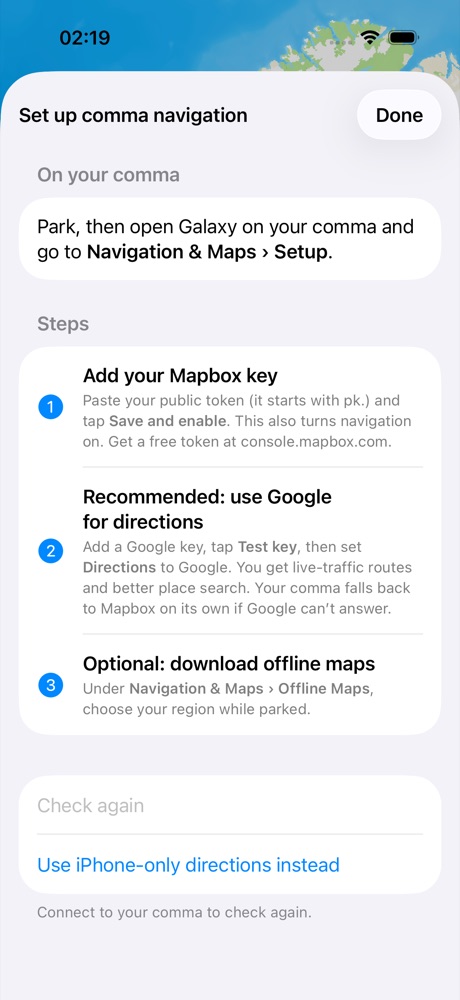 02:19
Set up comma navigation
Done
On your comma
Park, then open Galaxy on your comma and
go to Navigation & Maps › Setup.
Steps
1
Add your Mapbox key
Paste your public token (it starts with pk.) and
tap Save and enable. This also turns navigation
on. Get a free token at console.mapbox.com.
2
Recommended: use Google
for directions
Add a Google key, tap Test key, then set
Directions to Google. You get live-traffic routes
and better place search. Your comma falls back
to Mapbox on its own if Google can’t answer.
3
Optional: download offline maps
Under Navigation & Maps › Offline Maps,
choose your region while parked.
Check again
Use iPhone-only directions instead
Connect to your comma to check again.